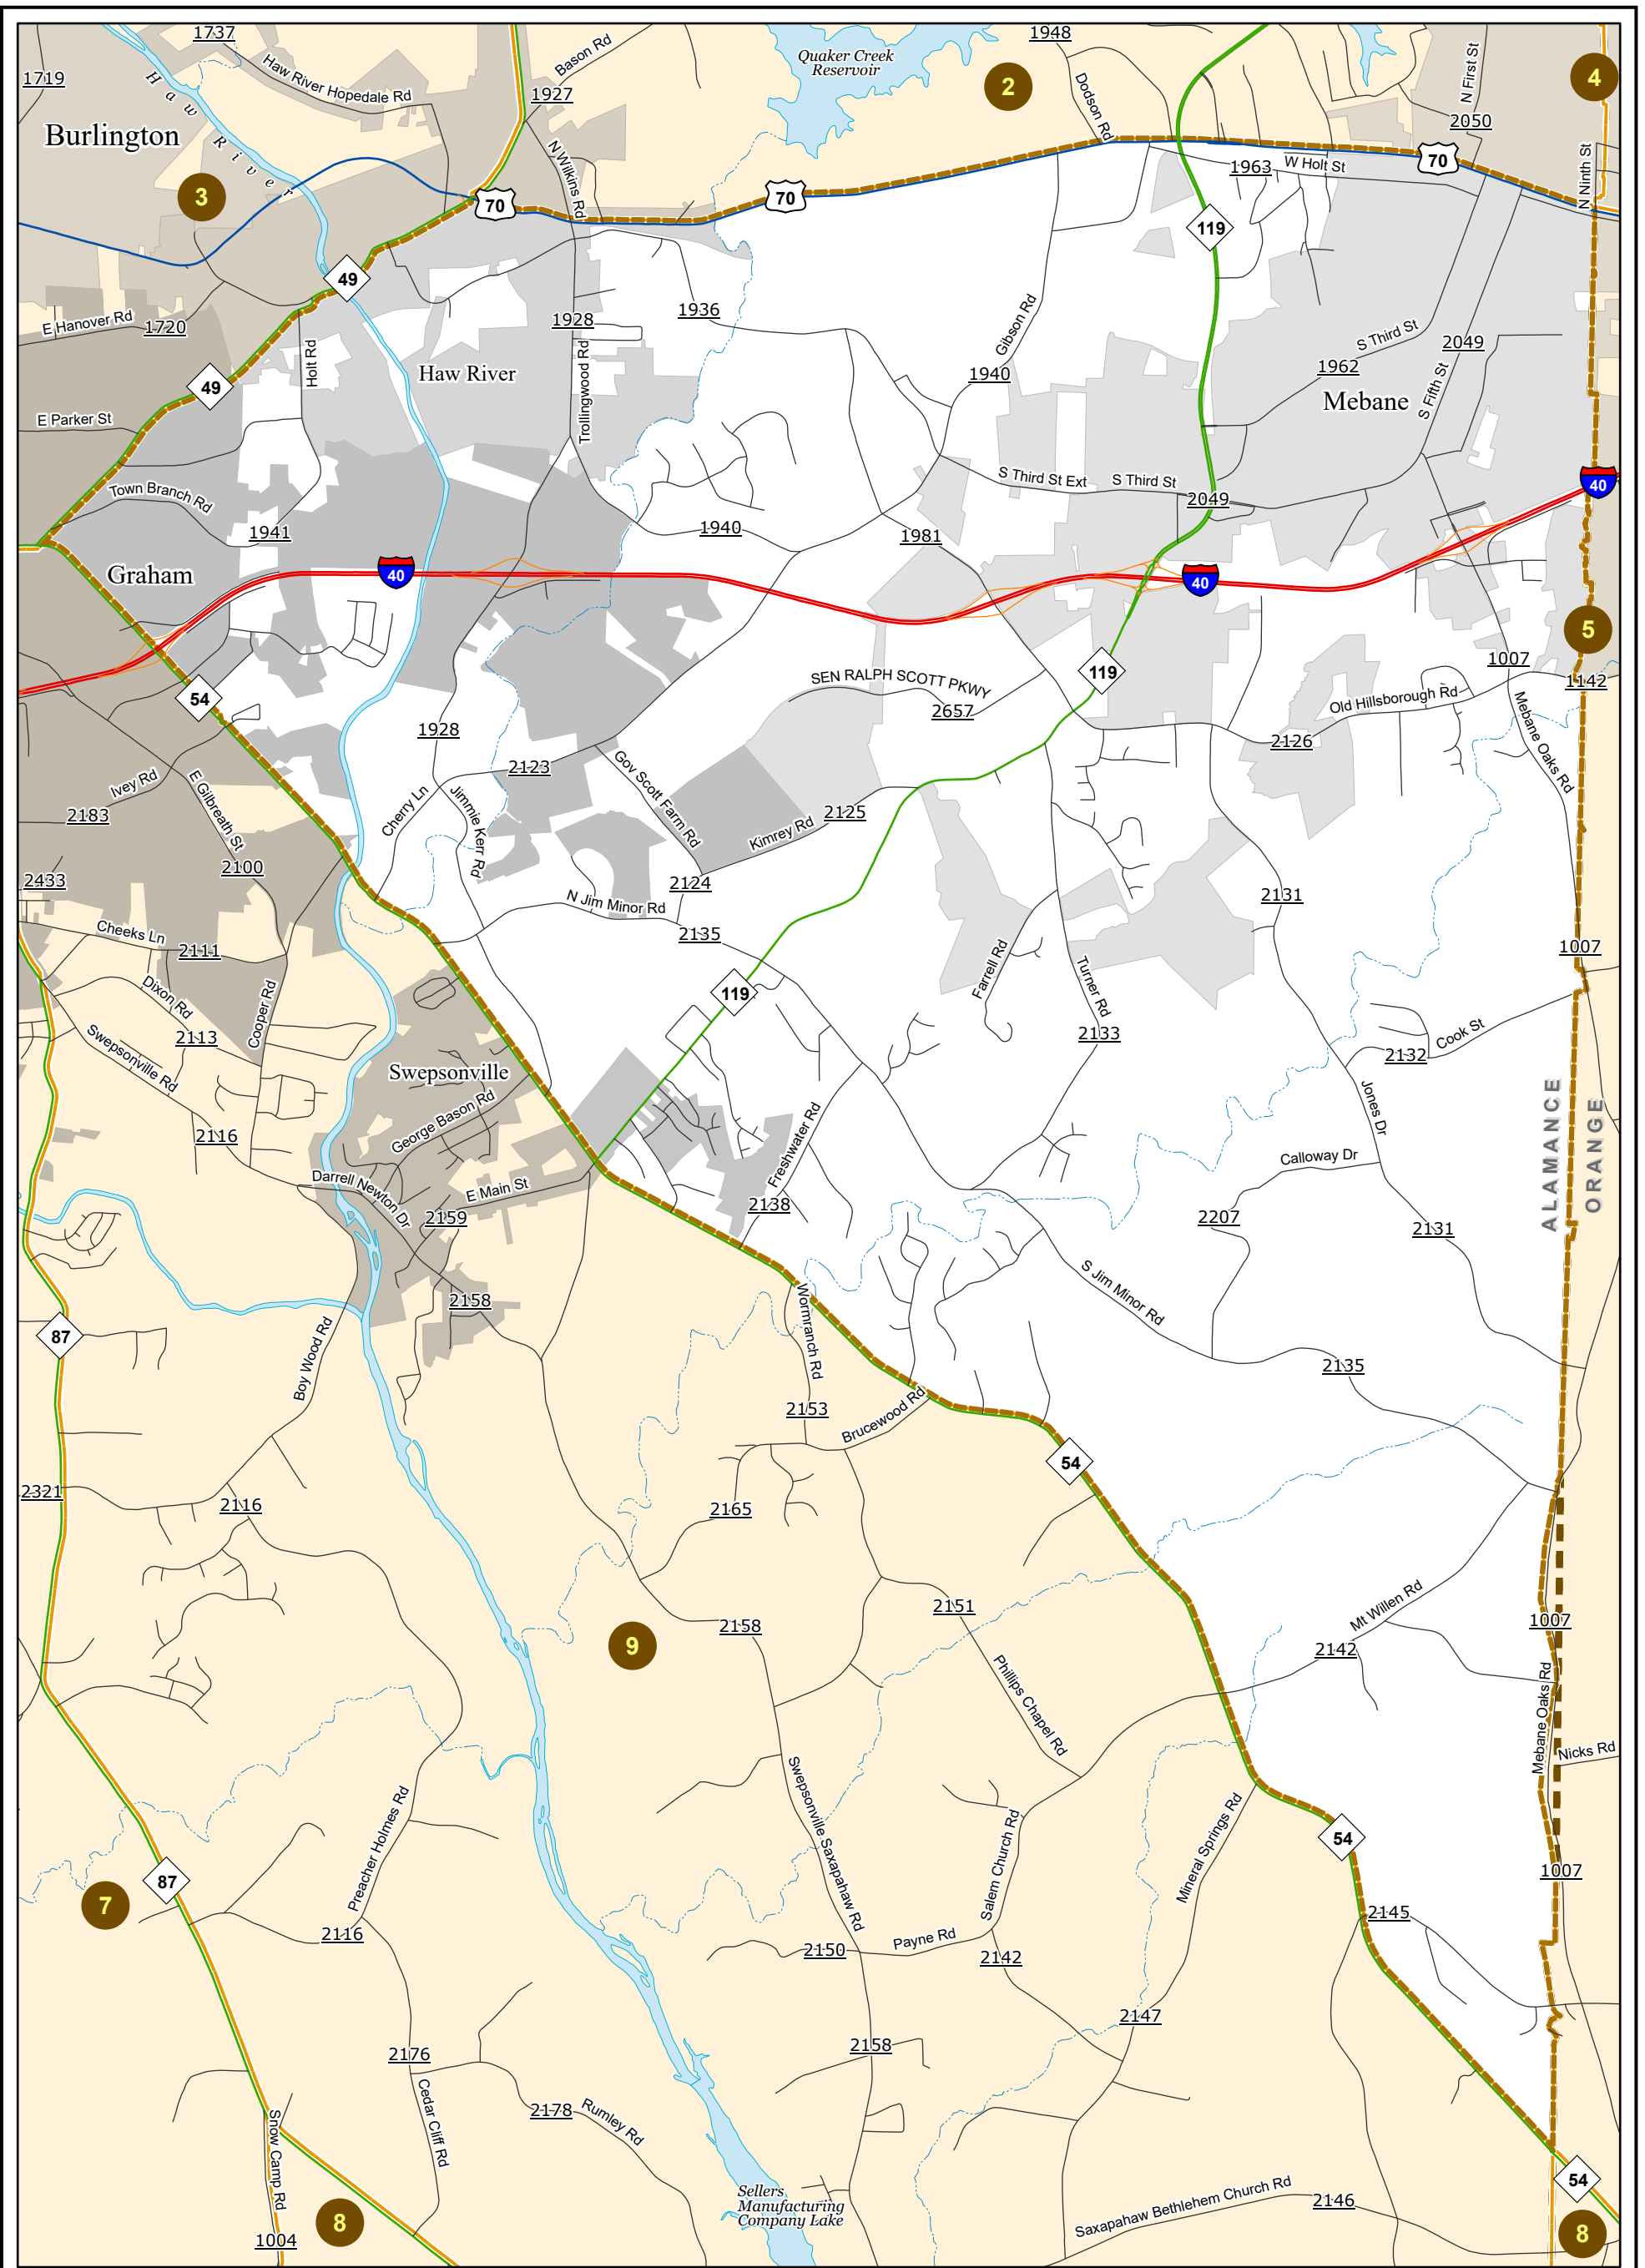 1737
Bason Rd
Quaker Creek
Reservoir
1948
1719
Haw River Hopedale Rd
1927
Dodson Rd
2
N First St
4
Haw River
Burlington
2050
N Wilkins Rd
70
1963
W Holt St
70
N Ninth St
3
70
119
49
E Hanover Rd
1720
1936
1928
Gibson Rd
S Third St
2049
Holt Rd
Haw River
1940
1962
49
Trollingwood Rd
Mebane
S Fifth St
E Parker St
S Third St Ext
S Third St
40
Town Branch Rd
2049
1941
1940
1981
Graham
40
40
5
119
1007
54
SEN RALPH SCOTT PKWY
2657
Old Hillsborough Rd
1142
1928
2126
Mebane Oaks Rd
2123
Gov Scott Farm Rd
Ivey Rd
E Gilbreath St
Cherry Ln
Jimmie Kerr Rd
2183
Kimrey Rd
2125
2100
2433
2124
2131
N Jim Minor Rd
Cheeks Ln
2111
2135
1007
Dixon Rd
Cooper Rd
119
Farrell Rd
Turner Rd
2113
2133
Cook St
2132
Swepsonville Rd
Swepsonville
George Bason Rd
Jones Dr
ALAMANCE
ORANGE
2116
Freshwater Rd
Calloway Dr
Darrell Newton Dr
E Main St
2138
2159
2207
2131
2158
S Jim Minor Rd
87
Boy Wood Rd
Wormranch Rd
2135
2153
Brucewood Rd
54
2321
2116
2165
2151
Mt Willen Rd
1007
9
2158
2142
Phillips Chapel Rd
Mebane Oaks Rd
Nicks Rd
Swepsonville Saxapahaw Rd
Preacher Holmes Rd
Salem Church Rd
Mineral Springs Rd
54
87
1007
7
2145
2116
2150
Payne Rd
2142
2147
2176
2158
Cedar Cliff Rd
2178
Rumley Rd
Snow Camp Rd
54
Sellers
Manufacturing
Company Lake
Saxapahaw Bethlehem Church Rd
2146
8
8
1004